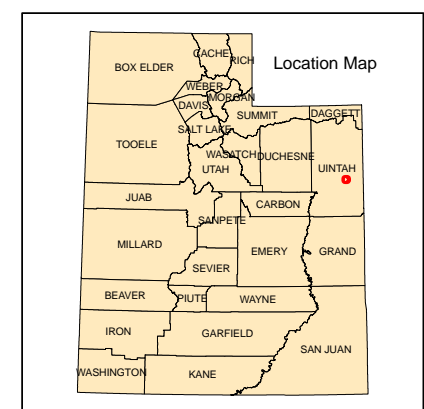 CACHE
RICH
BOX ELDER
Location Map
WEBER
MORGAN
DAVIS
DAGGETT
SUMMIT
SALT LAKE
TOOELE
WASATCH
DUCHESNE
UINTAH
UTAH
JUAB
CARBON
SANPETE
MILLARD
EMERY
GRAND
SEVIER
BEAVER
PIUTE
WAYNE
IRON
GARFIELD
SAN JUAN
WASHINGTON
KANE